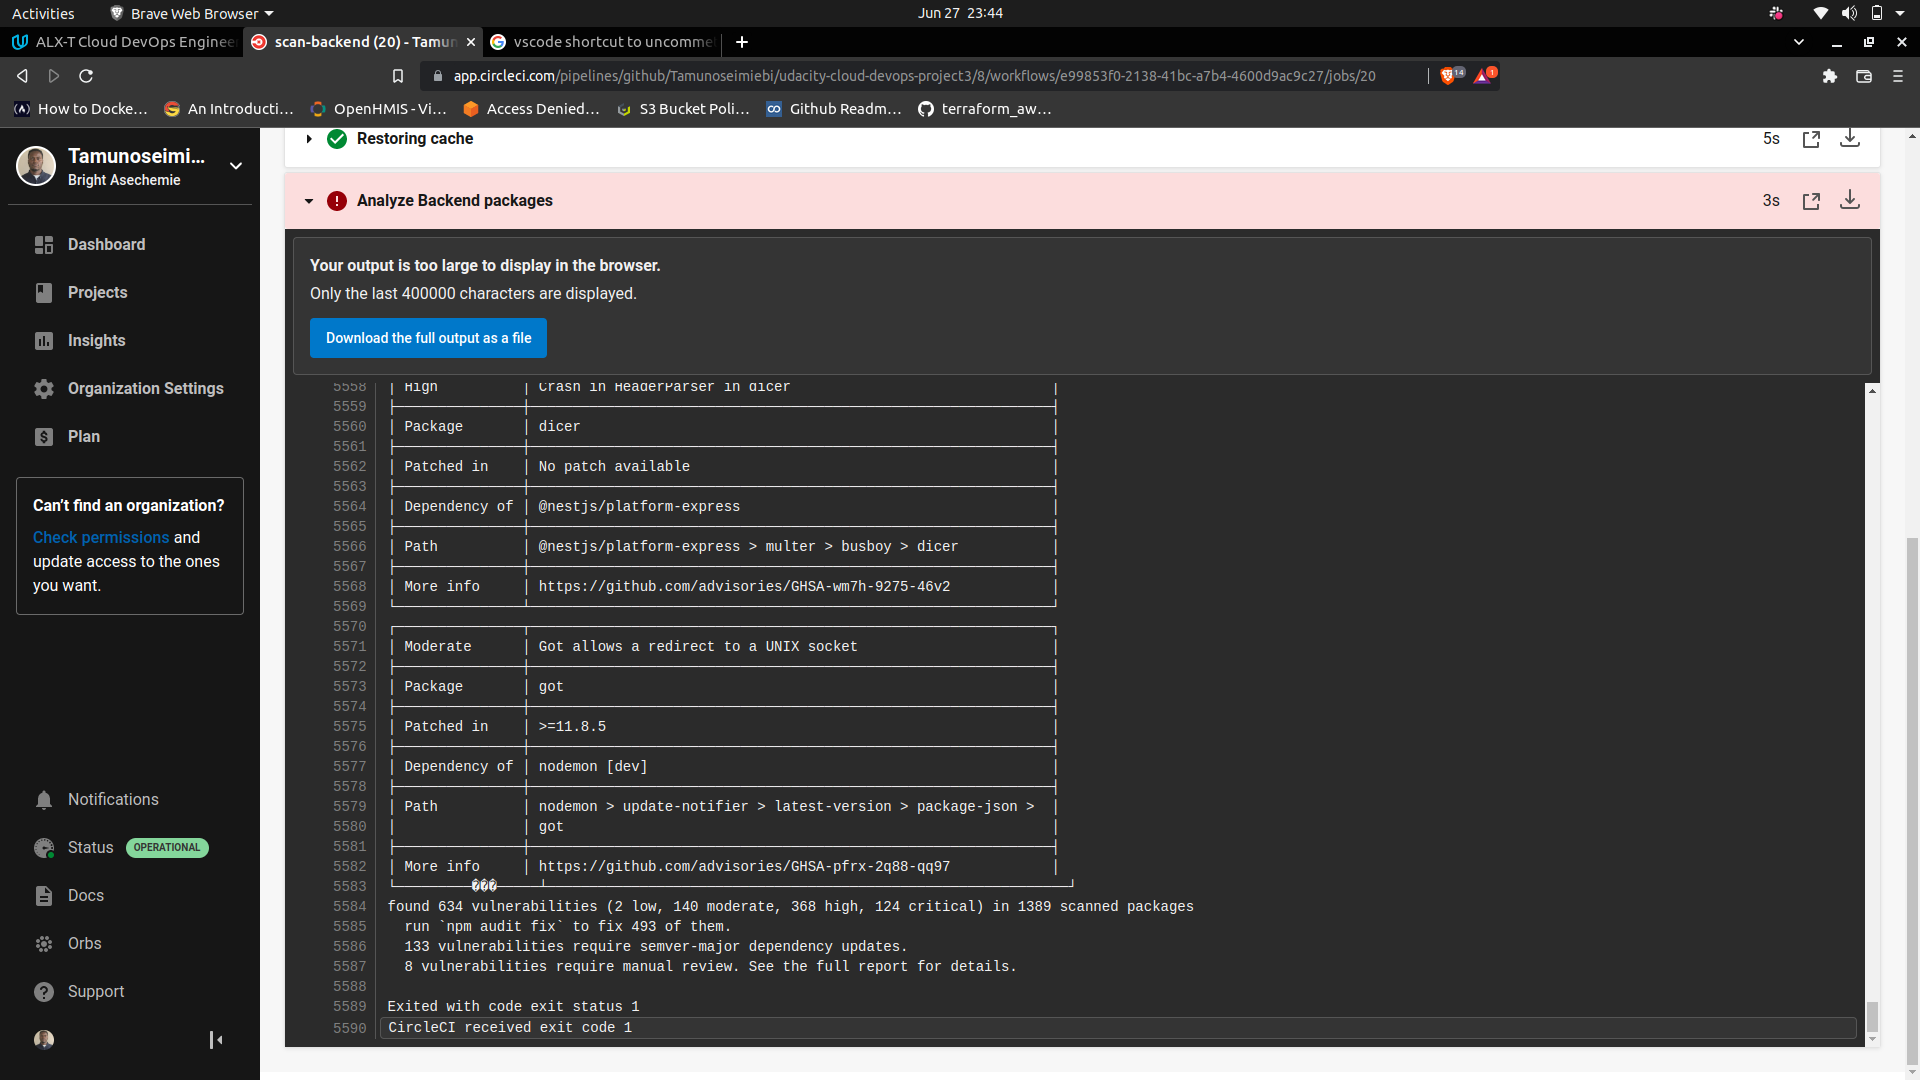 Activities
Brave Web Browser
Jun 27 23:44
ALX-T Cloud DevOps Enginee
scan-backend (20) - Tamun
vscode shortcut to uncomme
app.circleci.com/pipelines/github/Tamunoseimiebi/udacity-cloud-devops-project3/8/workflows/e99853f0-2138-41bc-a7b4-4600d9ac9c27/jobs/20
14
1
How to Docke...
An Introducti...
OpenHMIS - Vi...
Access Denied...
S3 Bucket Poli...
Github Readm...
terraform_aw...
Tamunoseimi...
Bright Asechemie
Dashboard
Projects
Insights
Organization Settings
Plan
Can't find an organization?
Check permissions and
update access to the ones
you want.
Notifications
Status OPERATIONAL
Docs
Orbs
Support
Restoring cache
5s
Analyze Backend packages
3s
Your output is too large to display in the browser.
Only the last 400000 characters are displayed.
Download the full output as a file
5558 │ High │ Crash in HeaderParser in dicer │
5559
5560 │ Package │ dicer │
5561
5562 │ Patched in │ No patch available │
5563
5564 │ Dependency of │ @nestjs/platform-express │
5565
5566 │ Path │ @nestjs/platform-express > multer > busboy > dicer │
5567
5568 │ More info │ https://github.com/advisories/GHSA-wm7h-9275-46v2 │
5569
5570
5571 │ Moderate │ Got allows a redirect to a UNIX socket │
5572
5573 │ Package │ got │
5574
5575 │ Patched in │ >=11.8.5 │
5576
5577 │ Dependency of │ nodemon [dev] │
5578
5579 │ Path │ nodemon > update-notifier > latest-version > package-json > │
5580 │ │ got │
5581
5582 │ More info │ https://github.com/advisories/GHSA-pfrx-2q88-qq97 │
5583 ���
5584 found 634 vulnerabilities (2 low, 140 moderate, 368 high, 124 critical) in 1389 scanned packages
5585 run `npm audit fix` to fix 493 of them.
5586 133 vulnerabilities require semver-major dependency updates.
5587 8 vulnerabilities require manual review. See the full report for details.
5588
5589 Exited with code exit status 1
5590 CircleCI received exit code 1